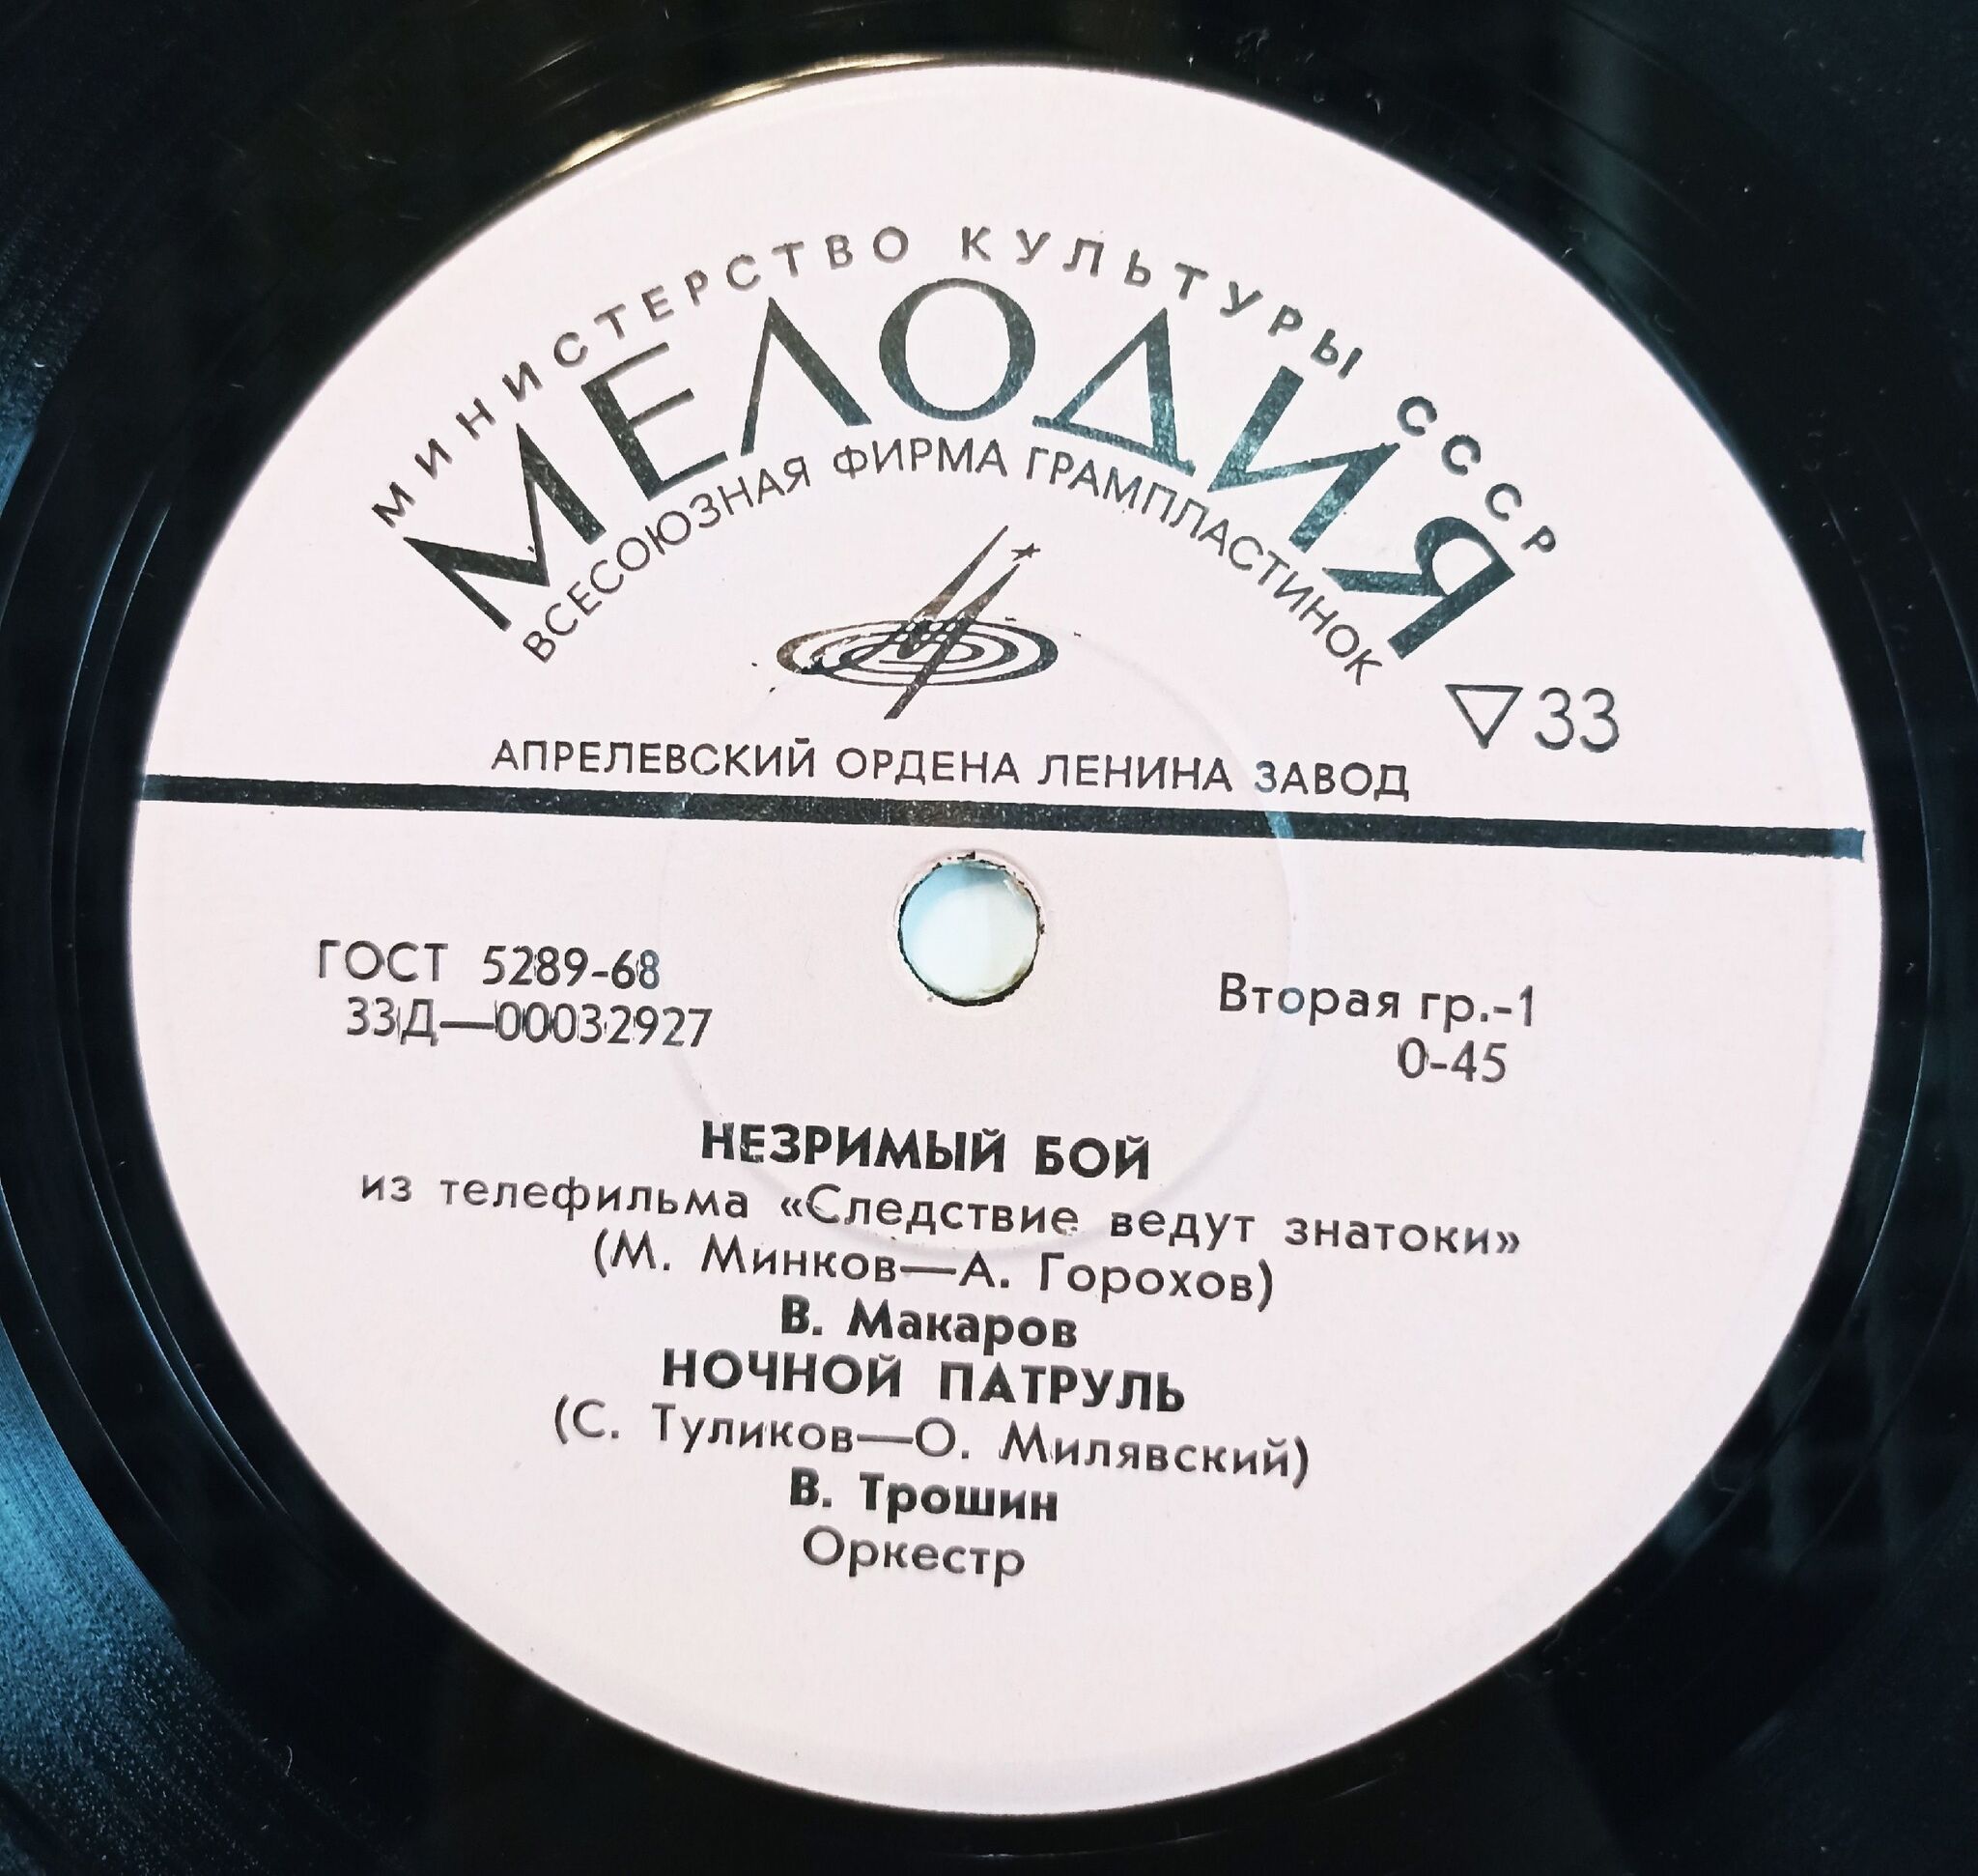 МИНИСТЕРСТВО КУЛЬТУРЫ СССР
МЕЛОДИЯ
ВСЕСОЮЗНАЯ ФИРМА ГРАМПЛАСТИНОК
▽33
АПРЕЛЕВСКИЙ ОРДЕНА ЛЕНИНА ЗАВОД
ГОСТ 5289-68
33Д—00032927
Вторая гр.-1
0-45
НЕЗРИМЫЙ БОЙ
из телефильма «Следствие ведут знатоки»
(М. Минков—А. Горохов)
В. Макаров
НОЧНОЙ ПАТРУЛЬ
(С. Туликов—О. Милявский)
В. Трошин
Оркестр